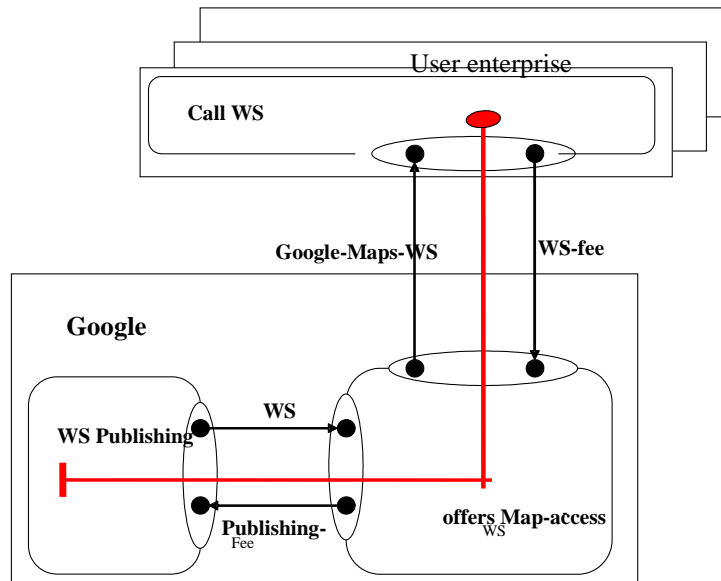 User enterprise
Call WS
Google-Maps-WS
WS-fee
Google
WS
WS Publishing
Publishing-
Fee
offers Map-access
WS